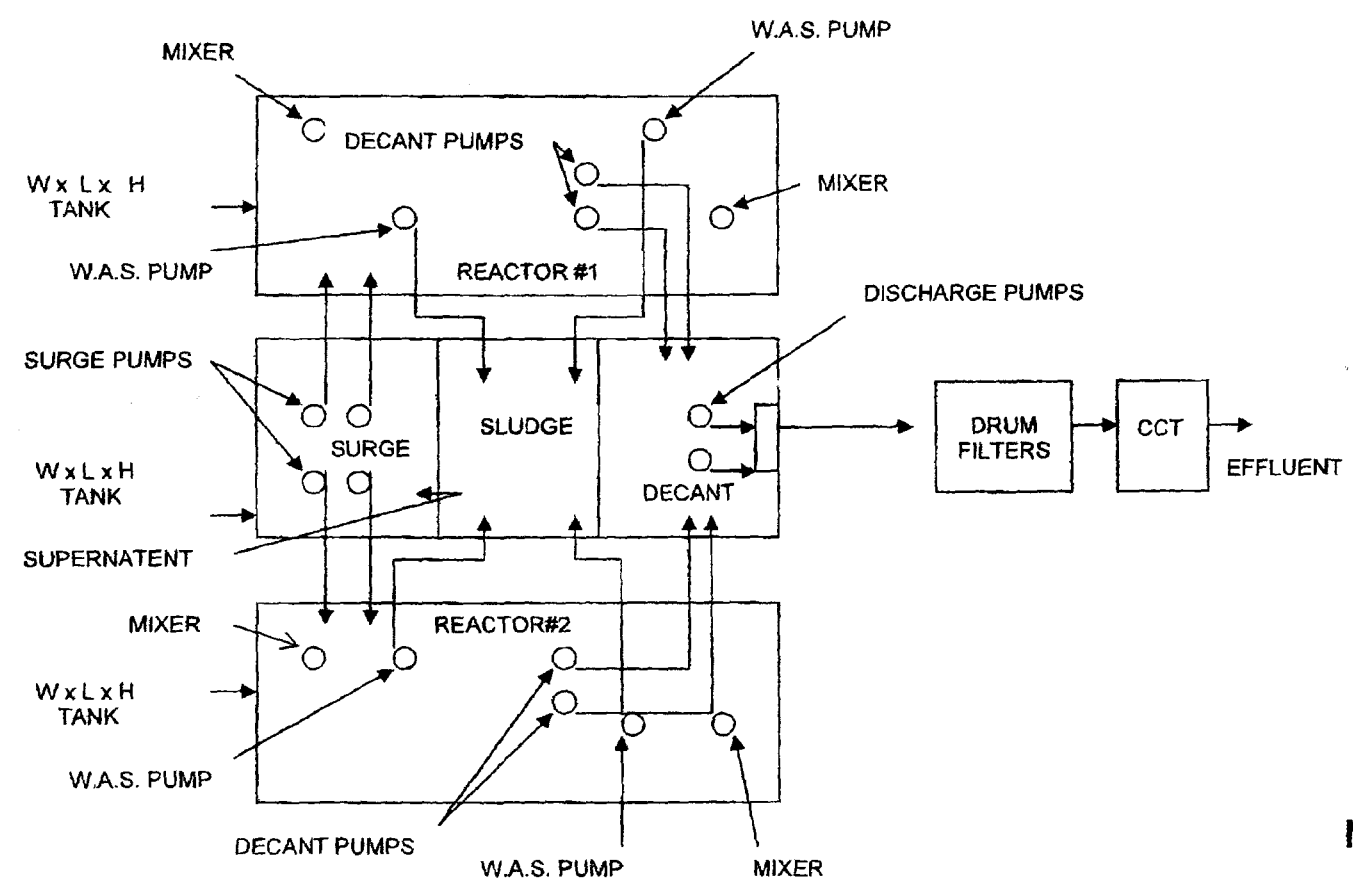 W.A.S. PUMP
MIXER
DECANT PUMPS
W x L x H
TANK
MIXER
W.A.S. PUMP
REACTOR #1
DISCHARGE PUMPS
SURGE PUMPS
SLUDGE
SURGE
DRUM
FILTERS
CCT
W x L x H
TANK
EFFLUENT
DECANT
SUPERNATENT
MIXER
REACTOR#2
W x L x H
TANK
W.A.S. PUMP
DECANT PUMPS
W.A.S. PUMP
MIXER